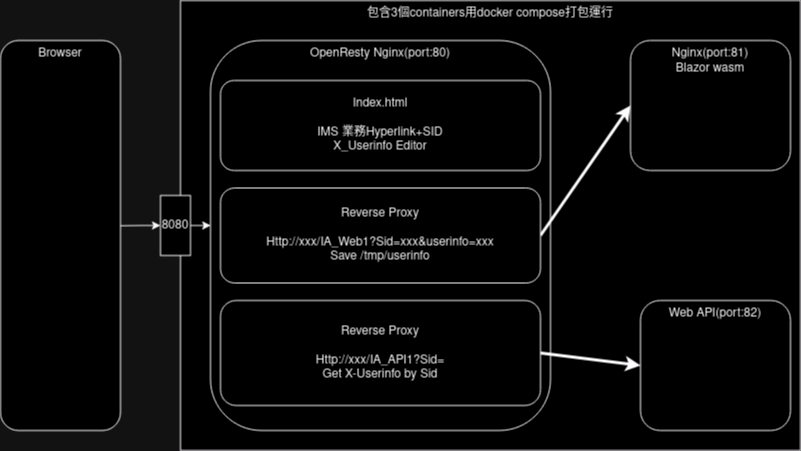 包含3個containers用docker compose打包運行
Browser
8080
OpenResty Nginx(port:80)
Index.html
IMS 業務Hyperlink+SID
X_Userinfo Editor
Reverse Proxy
Http://xxx/IA_Web1?Sid=xxx&userinfo=xxx
Save /tmp/userinfo
Reverse Proxy
Http://xxx/IA_API1?Sid=
Get X-Userinfo by Sid
Nginx(port:81)
Blazor wasm
Web API(port:82)